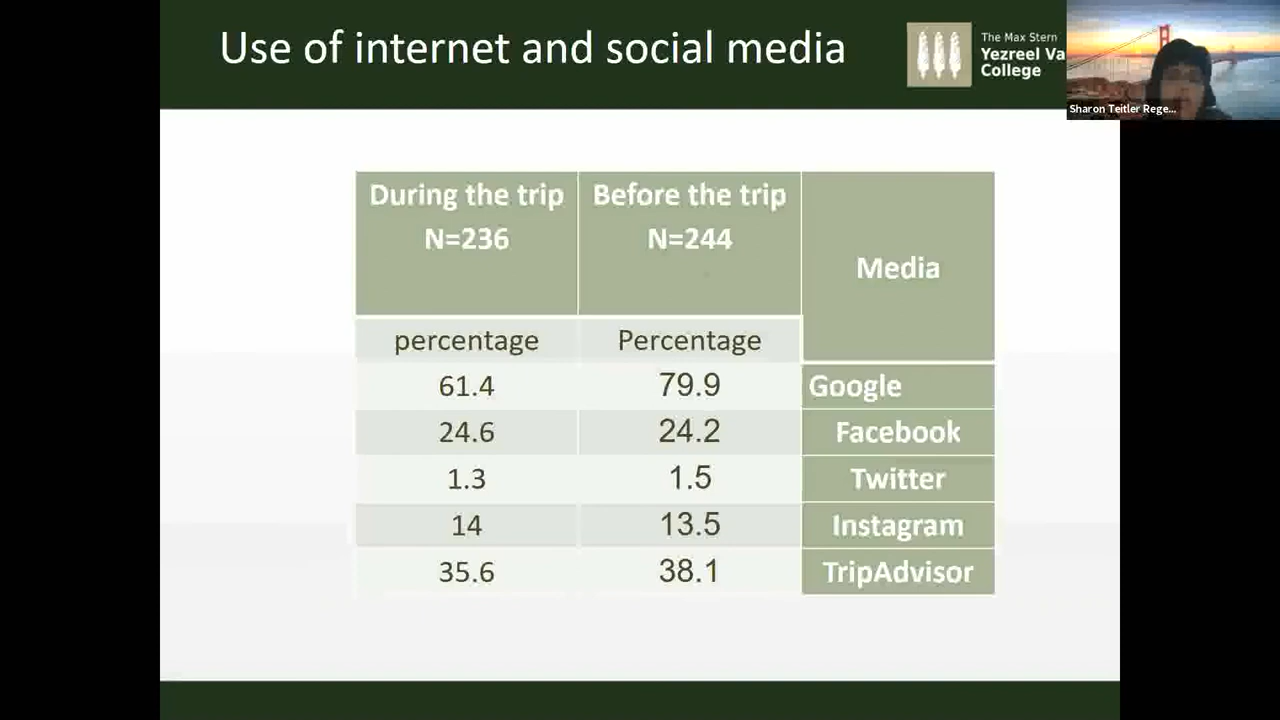 Use of internet and social media
The Max Stern
Yezreel Va
College
Sharon Teitler Rege...
During the trip Before the trip Media
N=236 N=244
percentage Percentage
61.4 79.9 Google
24.6 24.2 Facebook
1.3 1.5 Twitter
14 13.5 Instagram
35.6 38.1 TripAdvisor